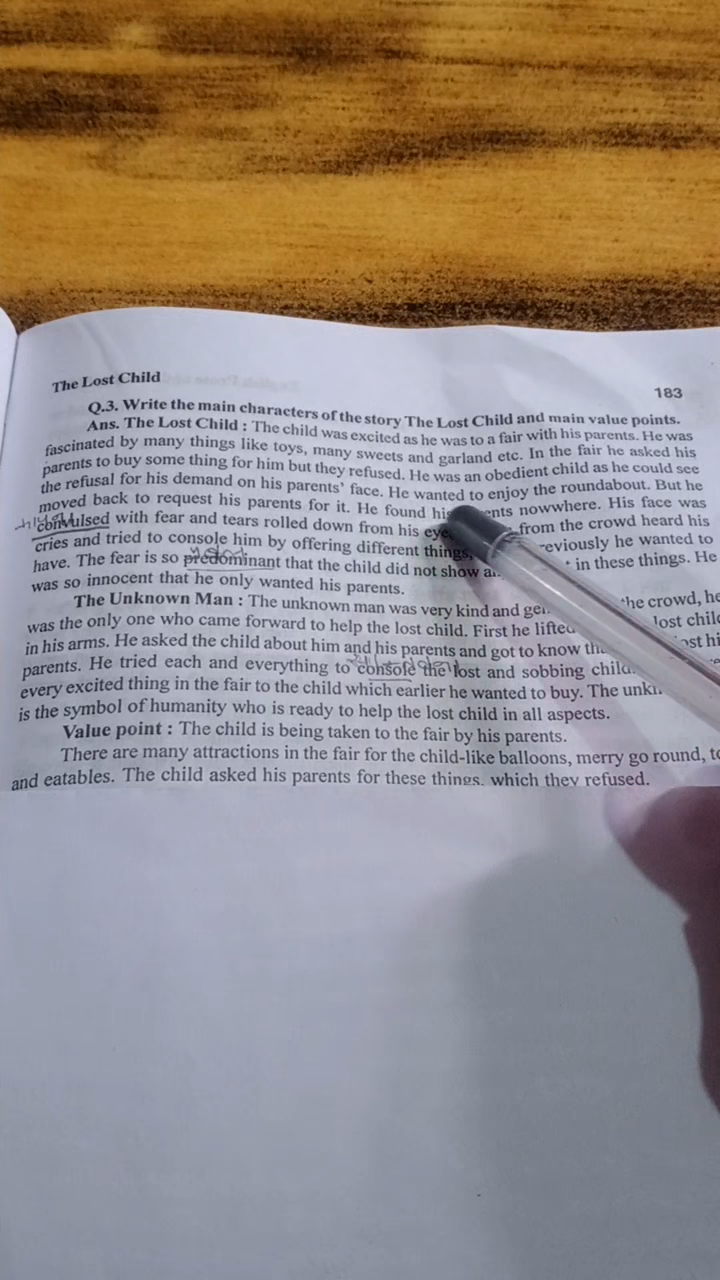 The Lost Child
183
Q.3. Write the main characters of the story The Lost Child and main value points.
Ans. The Lost Child : The child was excited as he was to a fair with his parents. He was
fascinated by many things like toys, many sweets and garland etc. In the fair he asked his
parents to buy some thing for him but they refused. He was an obedient child as he could see
the refusal for his demand on his parents' face. He wanted to enjoy the roundabout. But he
moved back to request his parents for it. He found his nowwhere. His face was
convulsed with fear and tears rolled down from his from the crowd heard his
cries and tried to console him by offering different things, he wanted to
have. The fear is so predominant that the child did not show in these things. He
was so innocent that he only wanted his parents.
The Unknown Man : The unknown man was very kind and the crowd, he
was the only one who came forward to help the lost child. First he lost
in his arms. He asked the child about him and his parents and got to know
parents. He tried each and everything to console the lost and sobbing
every excited thing in the fair to the child which earlier he wanted to buy. The
is the symbol of humanity who is ready to help the lost child in all aspects.
Value point : The child is being taken to the fair by his parents.
There are many attractions in the fair for the child-like balloons, merry go round,
and eatables. The child asked his parents for these things, which they refused.